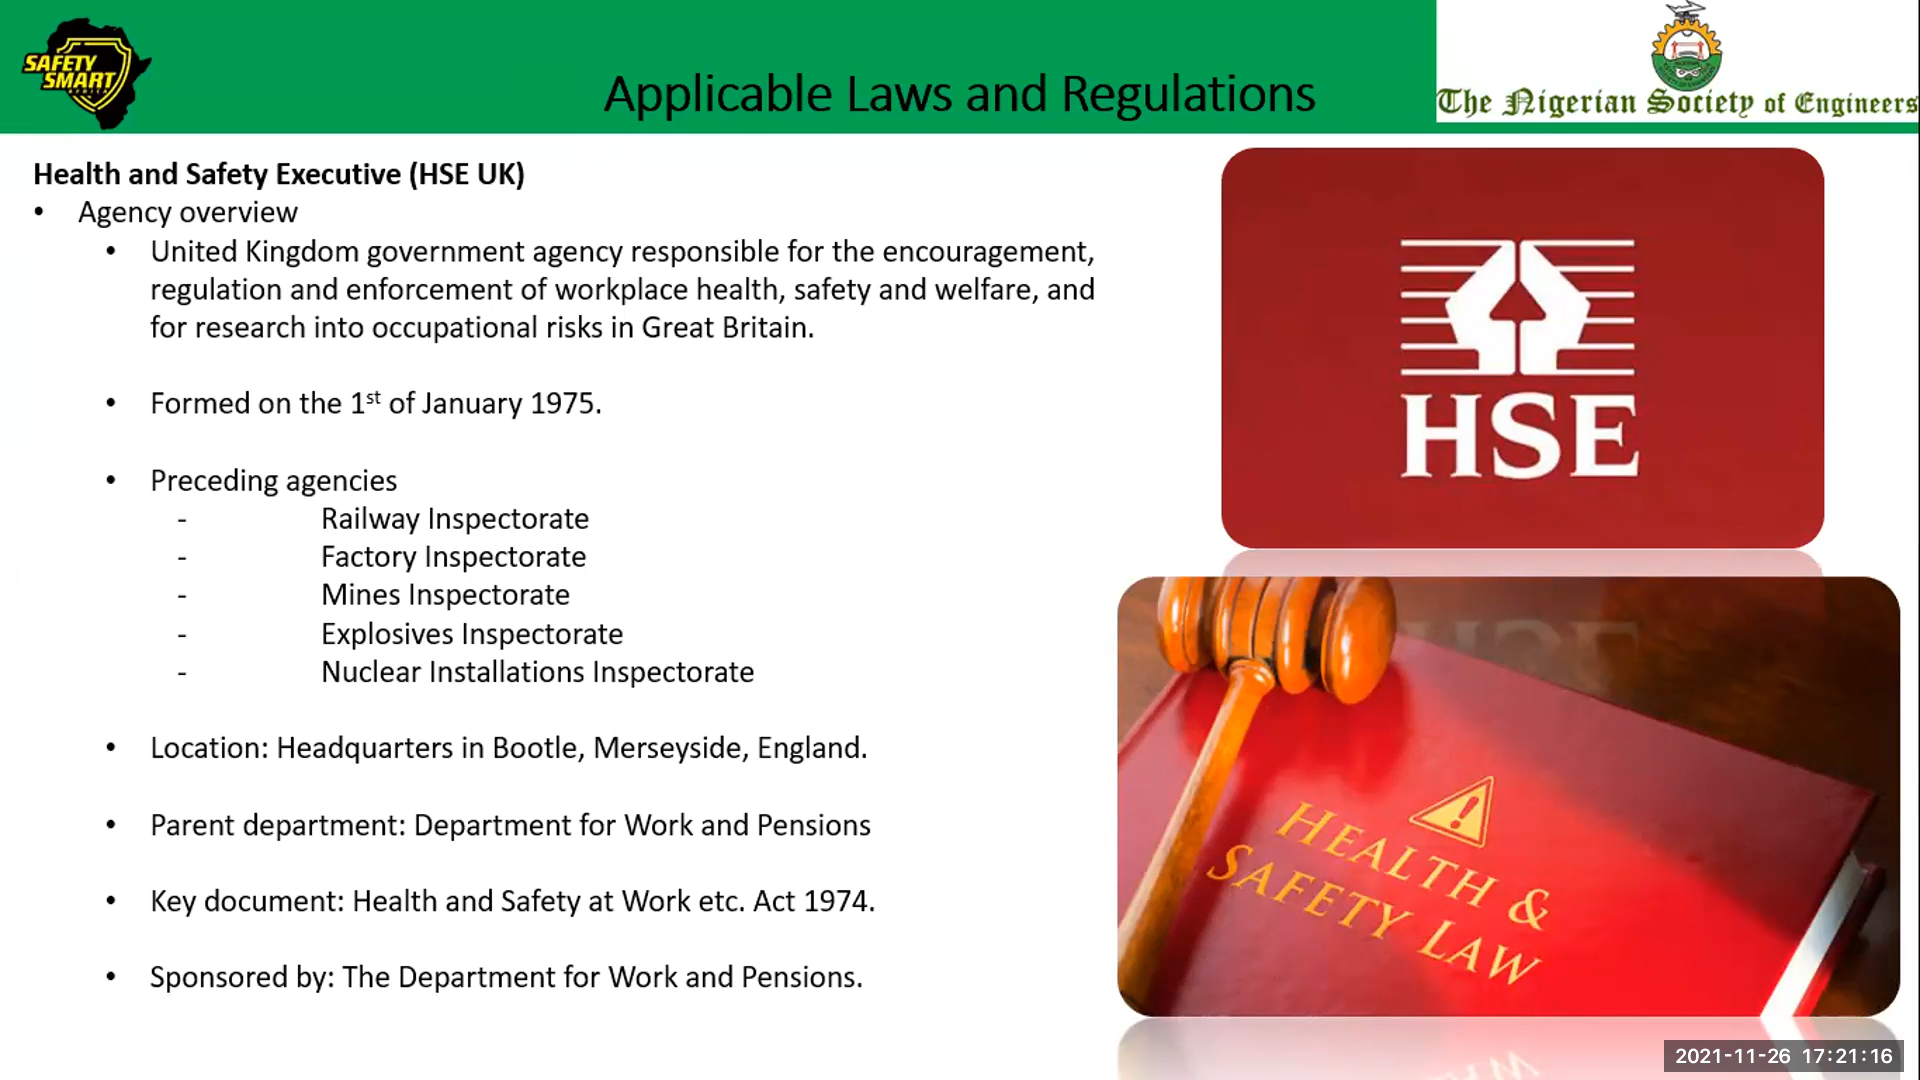 SAFETY
SMART
Applicable Laws and Regulations
The Nigerian Society of Engineers
Health and Safety Executive (HSE UK)
• Agency overview
• United Kingdom government agency responsible for the encouragement,
regulation and enforcement of workplace health, safety and welfare, and
for research into occupational risks in Great Britain.
• Formed on the 1st of January 1975.
• Preceding agencies
- Railway Inspectorate
- Factory Inspectorate
- Mines Inspectorate
- Explosives Inspectorate
- Nuclear Installations Inspectorate
• Location: Headquarters in Bootle, Merseyside, England.
• Parent department: Department for Work and Pensions
• Key document: Health and Safety at Work etc. Act 1974.
• Sponsored by: The Department for Work and Pensions.
HSE
HEALTH &
SAFETY LAW
2021-11-26 17:21:16